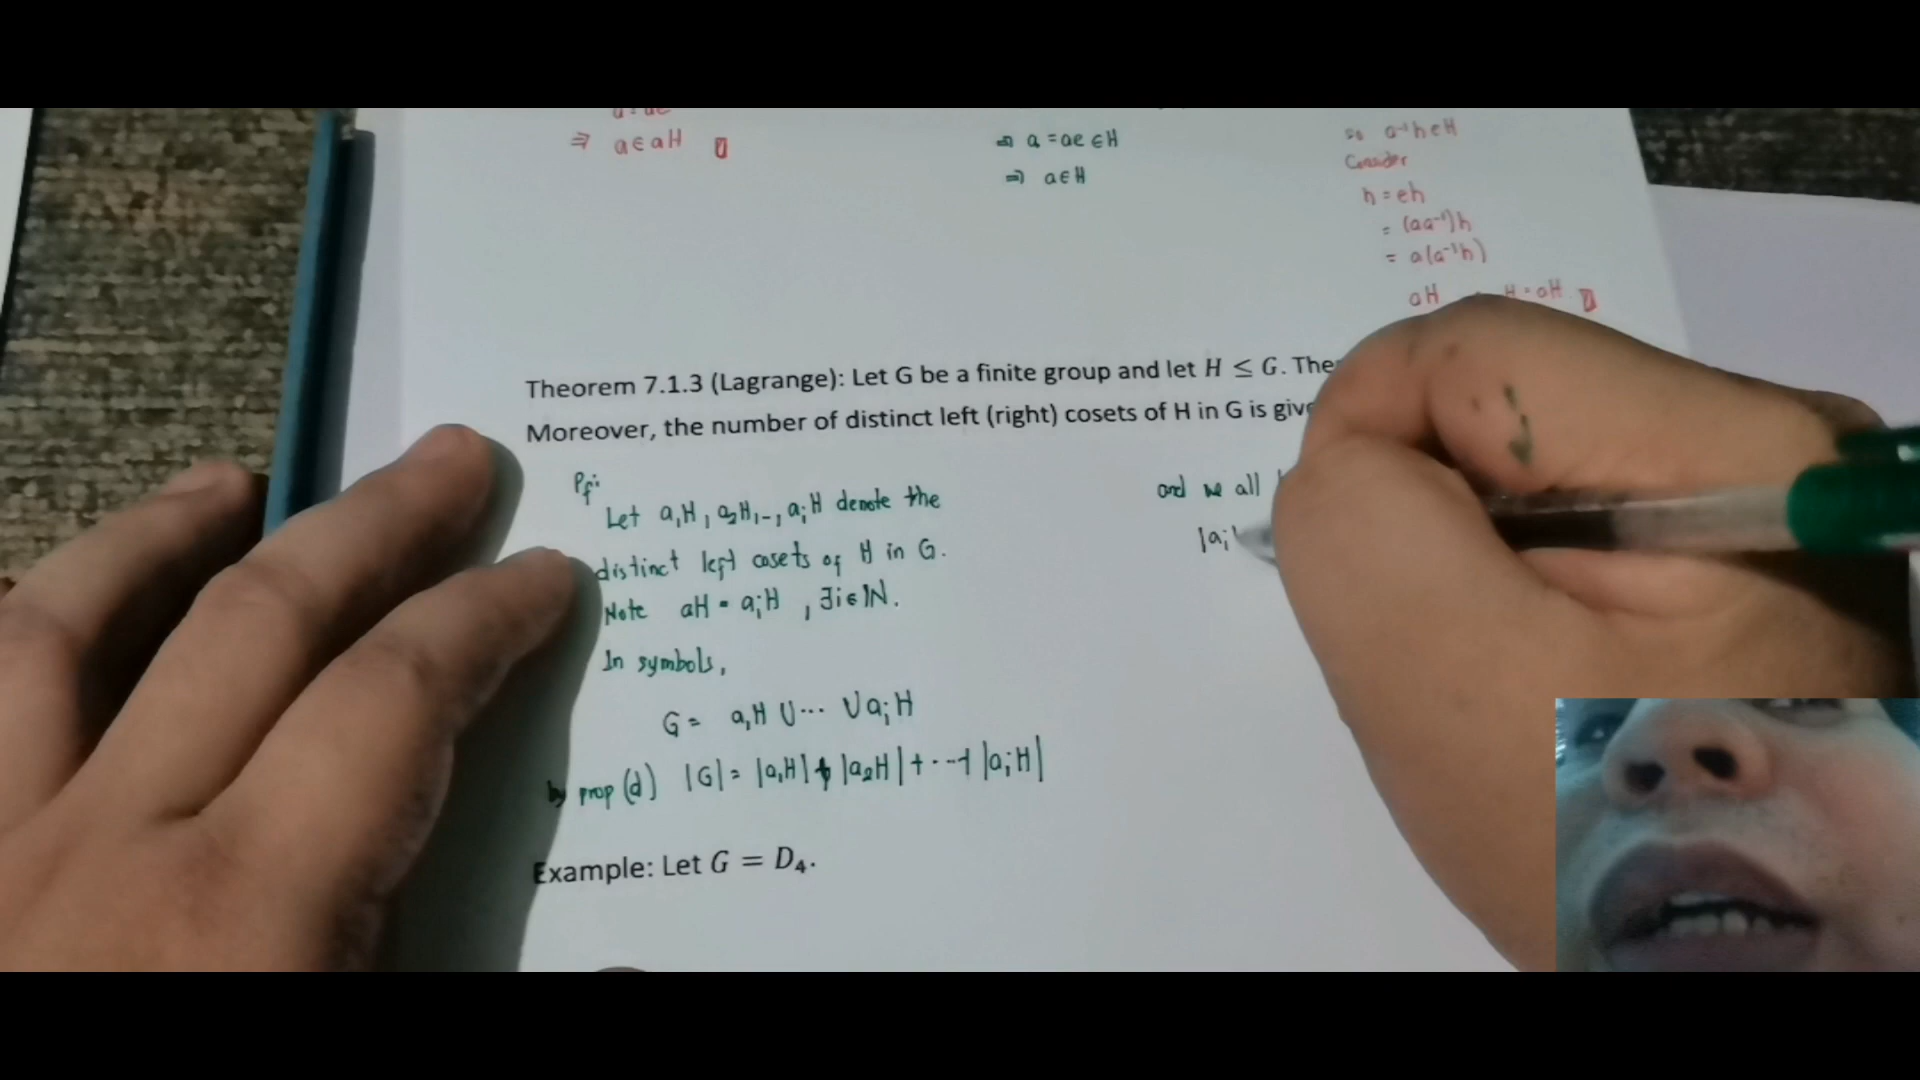 ⇒ a∈aH
⇒ a = ae ∈H
⇒ a∈H
so a⁻¹h∈H
Consider
h = eh
= (aa⁻¹)h
= a(a⁻¹h)
aH H = aH
Theorem 7.1.3 (Lagrange): Let G be a finite group and let H ≤ G.
Moreover, the number of distinct left (right) cosets of H in G is
Pf:
Let a₁H, a₂H,..., aᵢH denote the
distinct left cosets of H in G.
Note aH = aᵢH , ∃i∈ℕ.
In symbols,
G = a₁H ∪ ··· ∪ aᵢH
by prop (d) |G| = |a₁H| + |a₂H| + ··· + |aᵢH|
and we all
|aᵢ
Example: Let G = D₄.